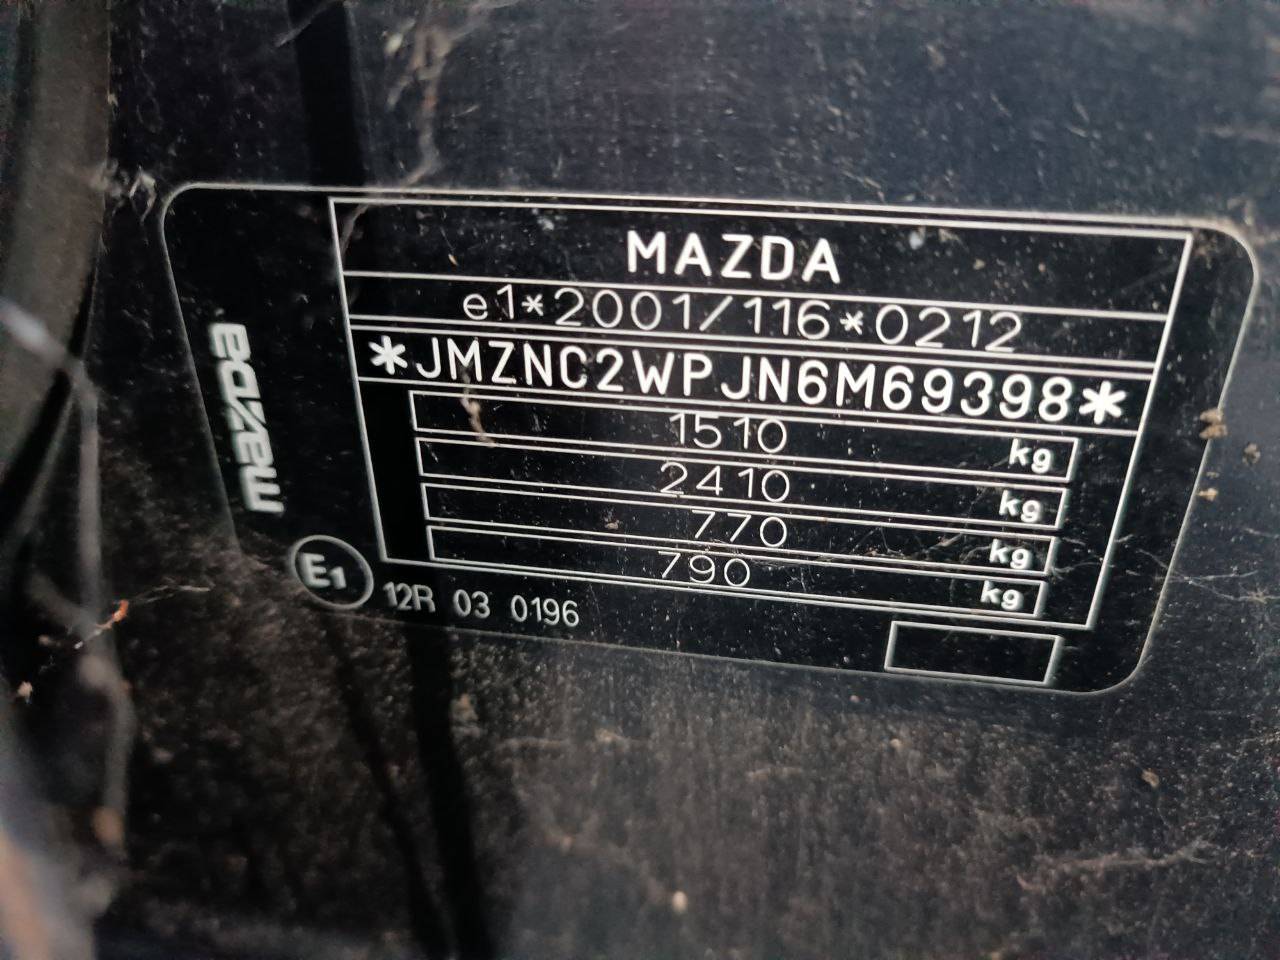 MAZDA
e1*2001/116*0212
*JMZNC2WPJN6M69398*
1510 kg
2410 kg
770 kg
790 kg
mazda
E1 12R 03 0196